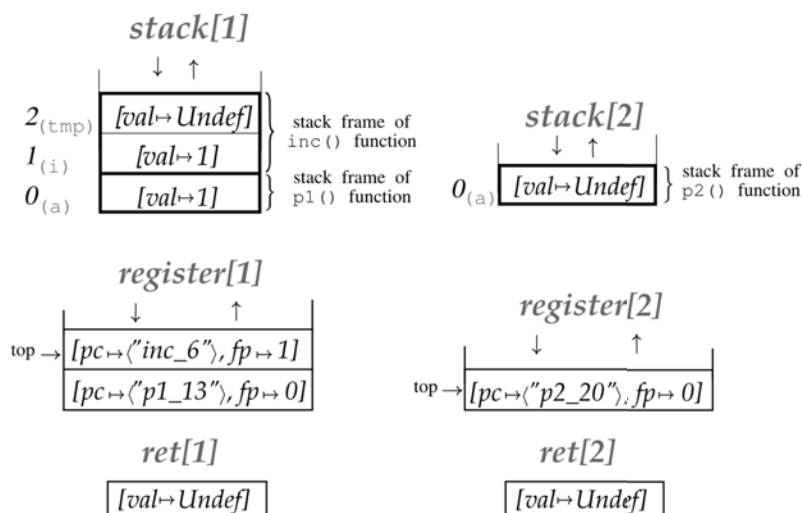 stack[1]
↓ ↑
2(tmp) [val↦Undef]
stack frame of
inc() function
1(i) [val↦1]
0(a) [val↦1]
stack frame of
p1() function
stack[2]
↓ ↑
0(a) [val↦Undef]
stack frame of
p2() function
register[1]
↓ ↑
top → [pc↦⟨"inc_6"⟩, fp↦1]
[pc↦⟨"p1_13"⟩, fp↦0]
register[2]
↓ ↑
top → [pc↦⟨"p2_20"⟩, fp↦0]
ret[1]
[val↦Undef]
ret[2]
[val↦Undef]